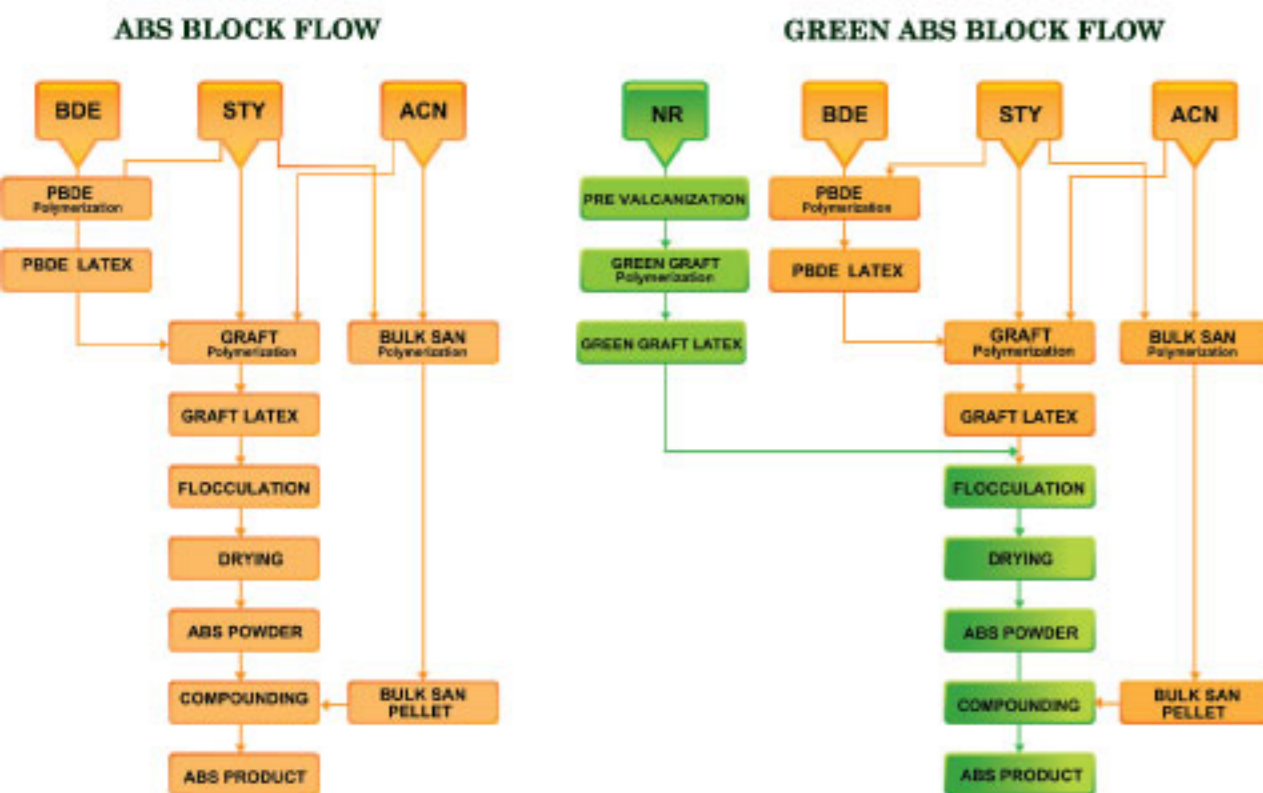 ABS BLOCK FLOW
BDE
STY
ACN
PBDE
Polymerization
PBDE LATEX
GRAFT
Polymerization
BULK SAN
Polymerization
GRAFT LATEX
FLOCCULATION
DRYING
ABS POWDER
COMPOUNDING
BULK SAN
PELLET
ABS PRODUCT
GREEN ABS BLOCK FLOW
NR
BDE
STY
ACN
PRE VALCANIZATION
PBDE
Polymerization
GREEN GRAFT
Polymerization
PBDE LATEX
GREEN GRAFT LATEX
GRAFT
Polymerization
BULK SAN
Polymerization
GRAFT LATEX
FLOCCULATION
DRYING
ABS POWDER
COMPOUNDING
BULK SAN
PELLET
ABS PRODUCT